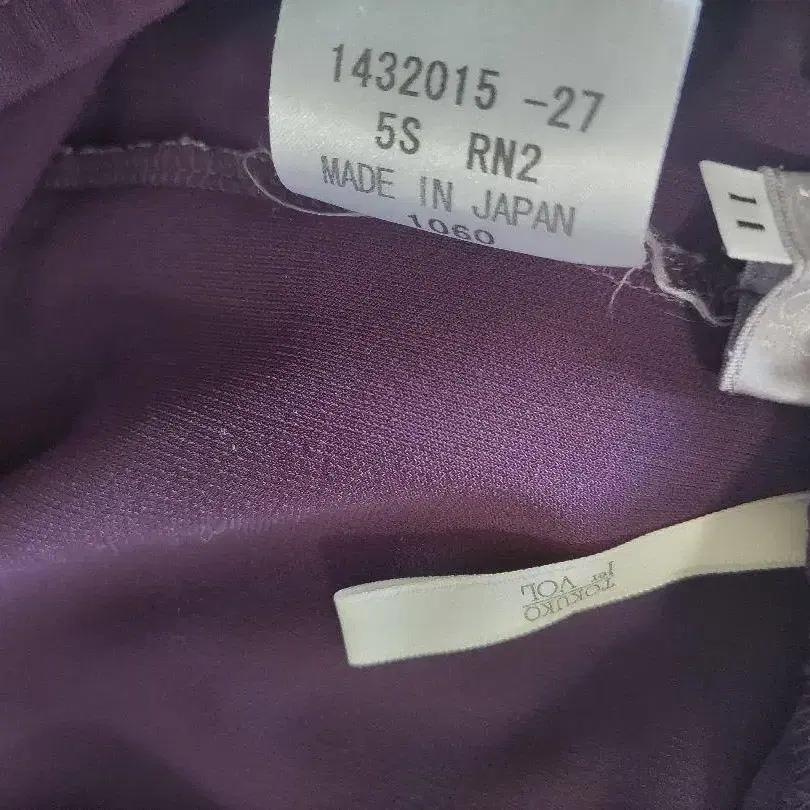 1432015 -27
5S RN2
MADE IN JAPAN
1060
11
TOKUKO
1er VOL